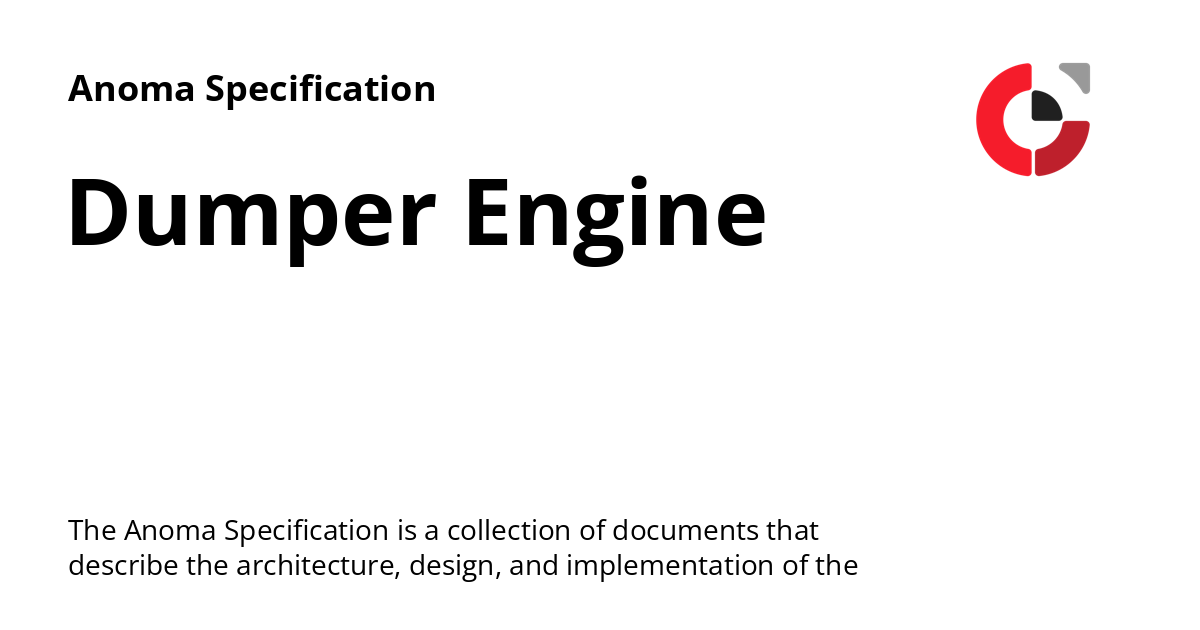 Anoma Specification
Dumper Engine
The Anoma Specification is a collection of documents that
describe the architecture, design, and implementation of the